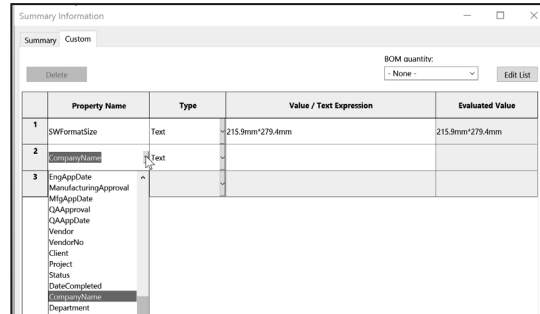 Summary Information
Summary Custom
BOM quantity:
Delete - None - Edit List
Property Name Type Value / Text Expression Evaluated Value
1 SWFormatSize Text 215.9mm*279.4mm 215.9mm*279.4mm
2 CompanyName Text
3 EngAppDate
ManufacturingApproval
MfgAppDate
QAApproval
QAAppDate
Vendor
VendorNo
Client
Project
Status
DateCompleted
CompanyName
Department